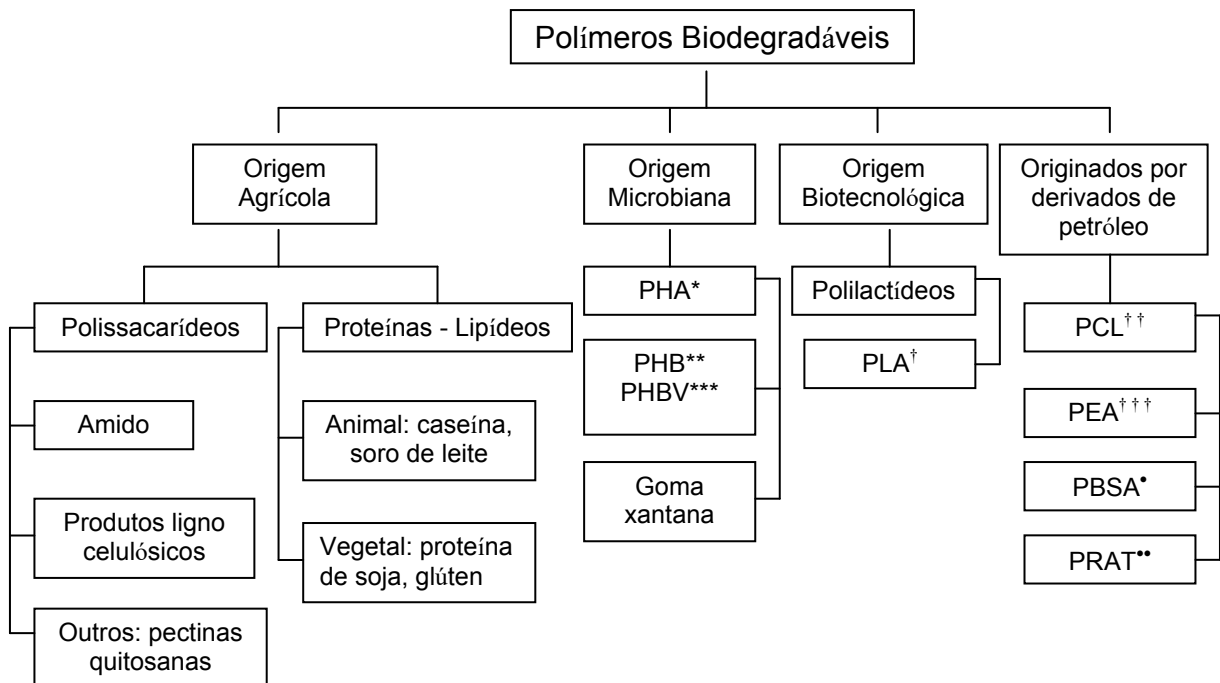 Polímeros Biodegradáveis
Origem
Agrícola
Origem
Microbiana
Origem
Biotecnológica
Originados por
derivados de
petróleo
Polissacarídeos
Amido
Produtos ligno
celulósicos
Outros: pectinas
quitosanas
Proteínas - Lipídeos
Animal: caseína,
soro de leite
Vegetal: proteína
de soja, glúten
PHA*
PHB**
PHBV***
Goma
xantana
Polilactídeos
PLA†
PCL††
PEA†††
PBSA•
PRAT••